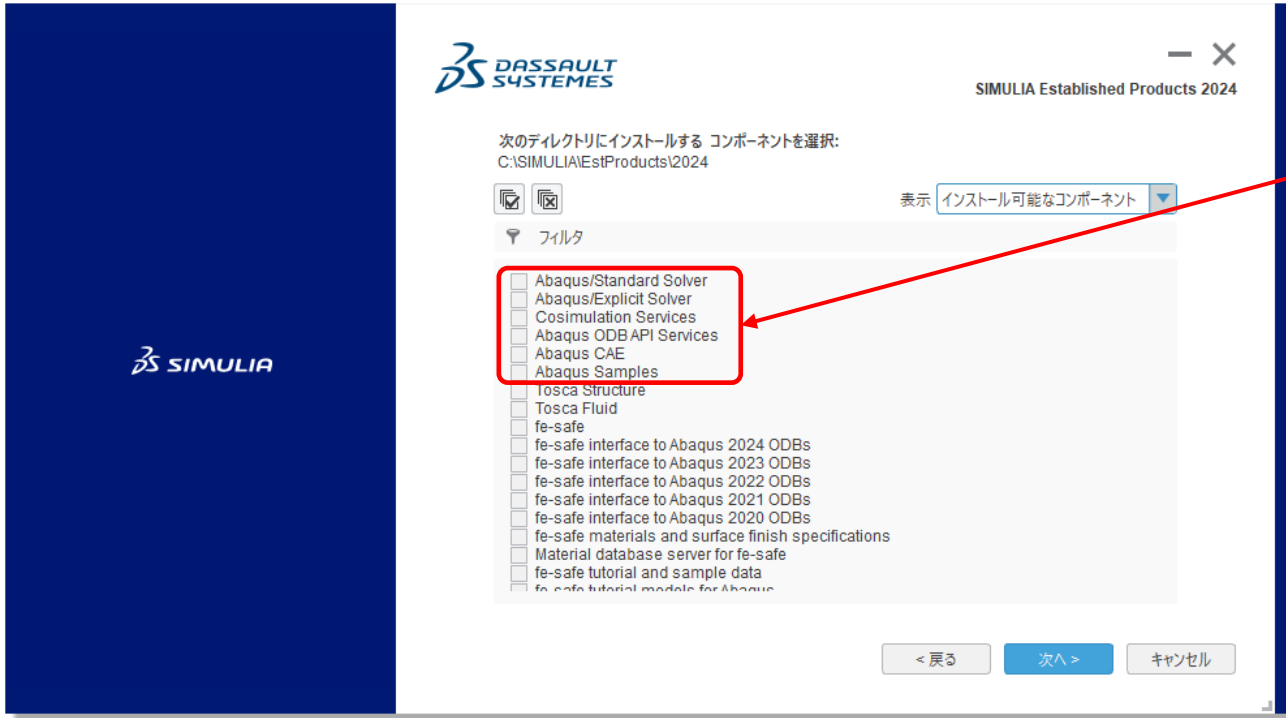 DASSAULT
SYSTEMES
SIMULIA Established Products 2024
次のディレクトリにインストールする コンポーネントを選択:
C:\SIMULIA\EstProducts\2024
表示 インストール可能なコンポーネント
フィルタ
Abaqus/Standard Solver
Abaqus/Explicit Solver
Cosimulation Services
Abaqus ODB API Services
Abaqus CAE
Abaqus Samples
Tosca Structure
Tosca Fluid
fe-safe
fe-safe interface to Abaqus 2024 ODBs
fe-safe interface to Abaqus 2023 ODBs
fe-safe interface to Abaqus 2022 ODBs
fe-safe interface to Abaqus 2021 ODBs
fe-safe interface to Abaqus 2020 ODBs
fe-safe materials and surface finish specifications
Material database server for fe-safe
fe-safe tutorial and sample data
fe-safe tutorial models for Abaqus
SIMULIA
< 戻る 次へ > キャンセル